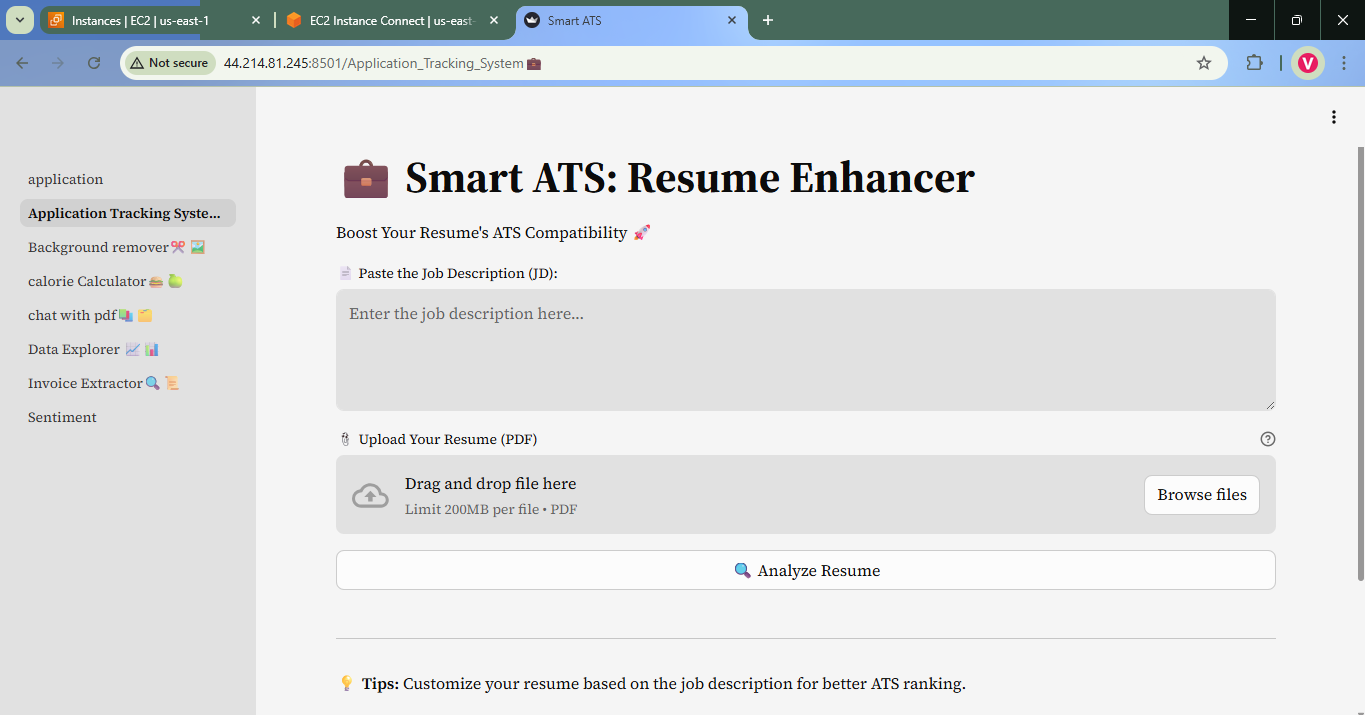 Instances | EC2 | us-east-1
EC2 Instance Connect | us-east-
Smart ATS
Not secure
44.214.81.245:8501/Application_Tracking_System💼
V
application
Application Tracking Syste...
Background remover✂️ 🖼️
calorie Calculator🍔 🍏
chat with pdf📚 🗂️
Data Explorer 📈 📊
Invoice Extractor🔍 📜
Sentiment
💼 Smart ATS: Resume Enhancer
Boost Your Resume's ATS Compatibility 🚀
📄 Paste the Job Description (JD):
Enter the job description here...
📎 Upload Your Resume (PDF)
Drag and drop file here
Limit 200MB per file • PDF
Browse files
🔍 Analyze Resume
💡 Tips: Customize your resume based on the job description for better ATS ranking.